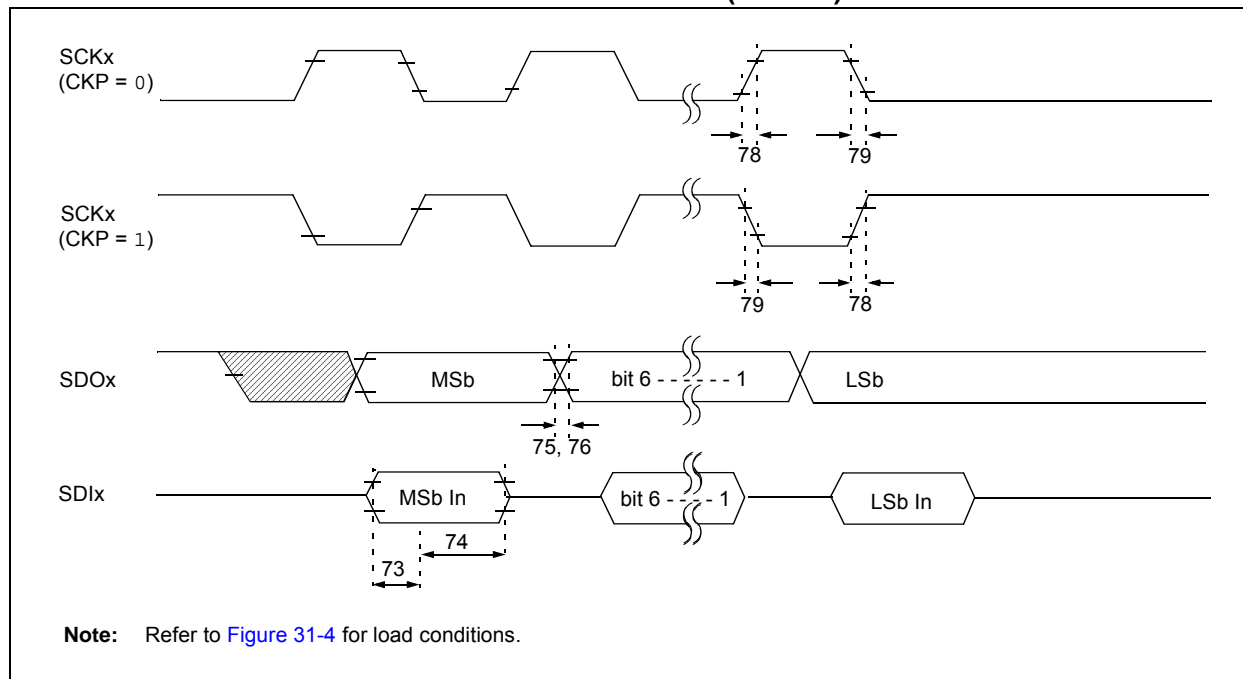 SCKx
(CKP = 0)
78
79
SCKx
(CKP = 1)
79
78
SDOx
MSb
bit 6 - - - - - - 1
LSb
75, 76
SDIx
MSb In
bit 6 - - - - 1
LSb In
74
73
Note: Refer to Figure 31-4 for load conditions.